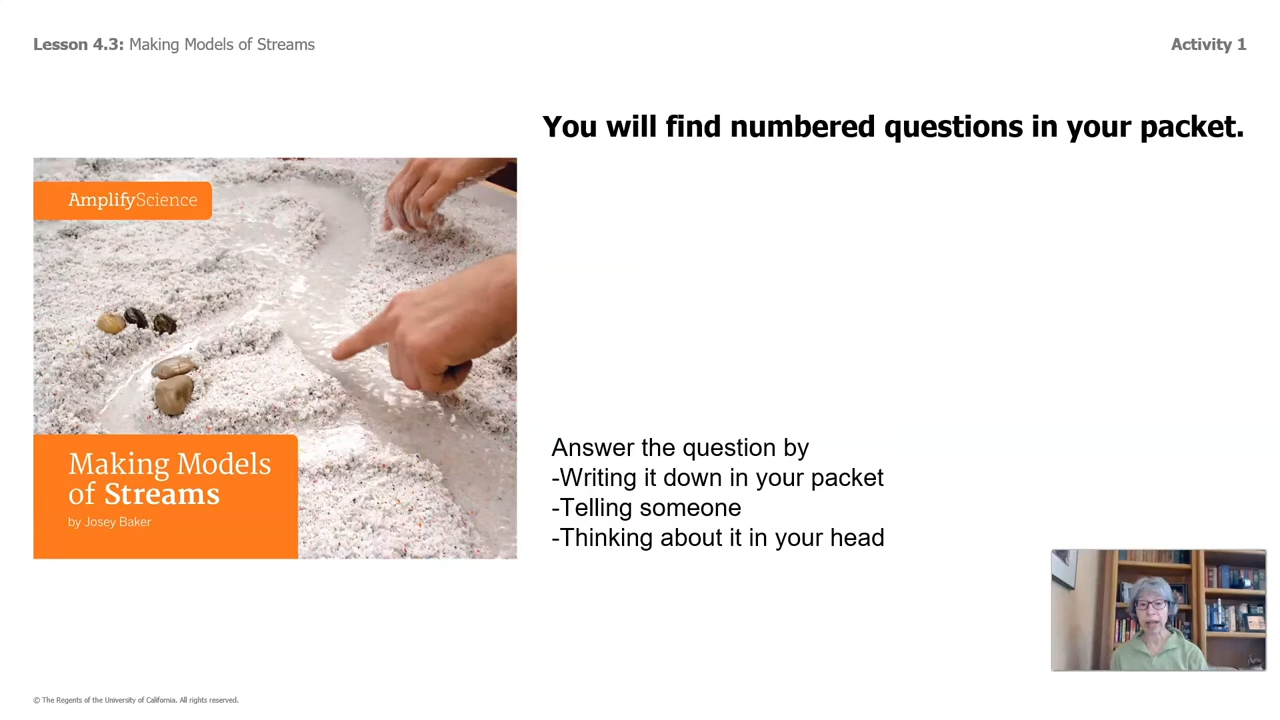 Lesson 4.3: Making Models of Streams
Activity 1
You will find numbered questions in your packet.
AmplifyScience
Making Models
of Streams
by Josey Baker
Answer the question by
-Writing it down in your packet
-Telling someone
-Thinking about it in your head
© The Regents of the University of California. All rights reserved.